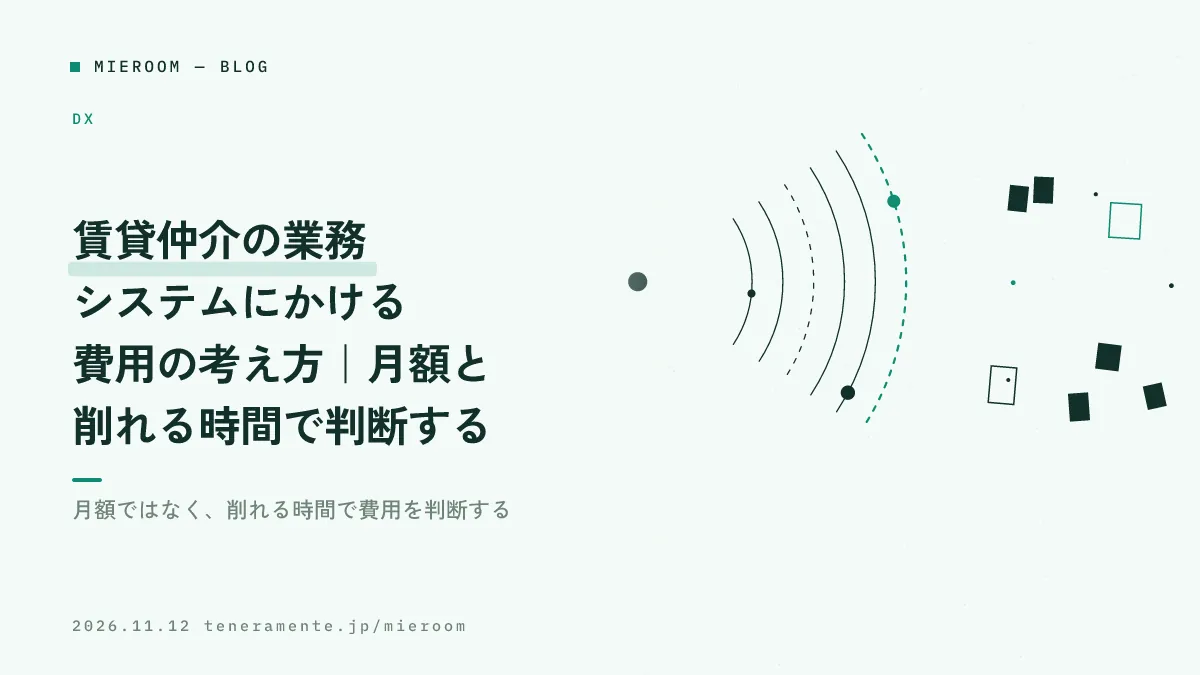 MIEROOM — BLOG
DX
賃貸仲介の業務
システムにかける
費用の考え方｜月額と
削れる時間で判断する
月額ではなく、削れる時間で費用を判断する
2026.11.12 teneramente.jp/mieroom